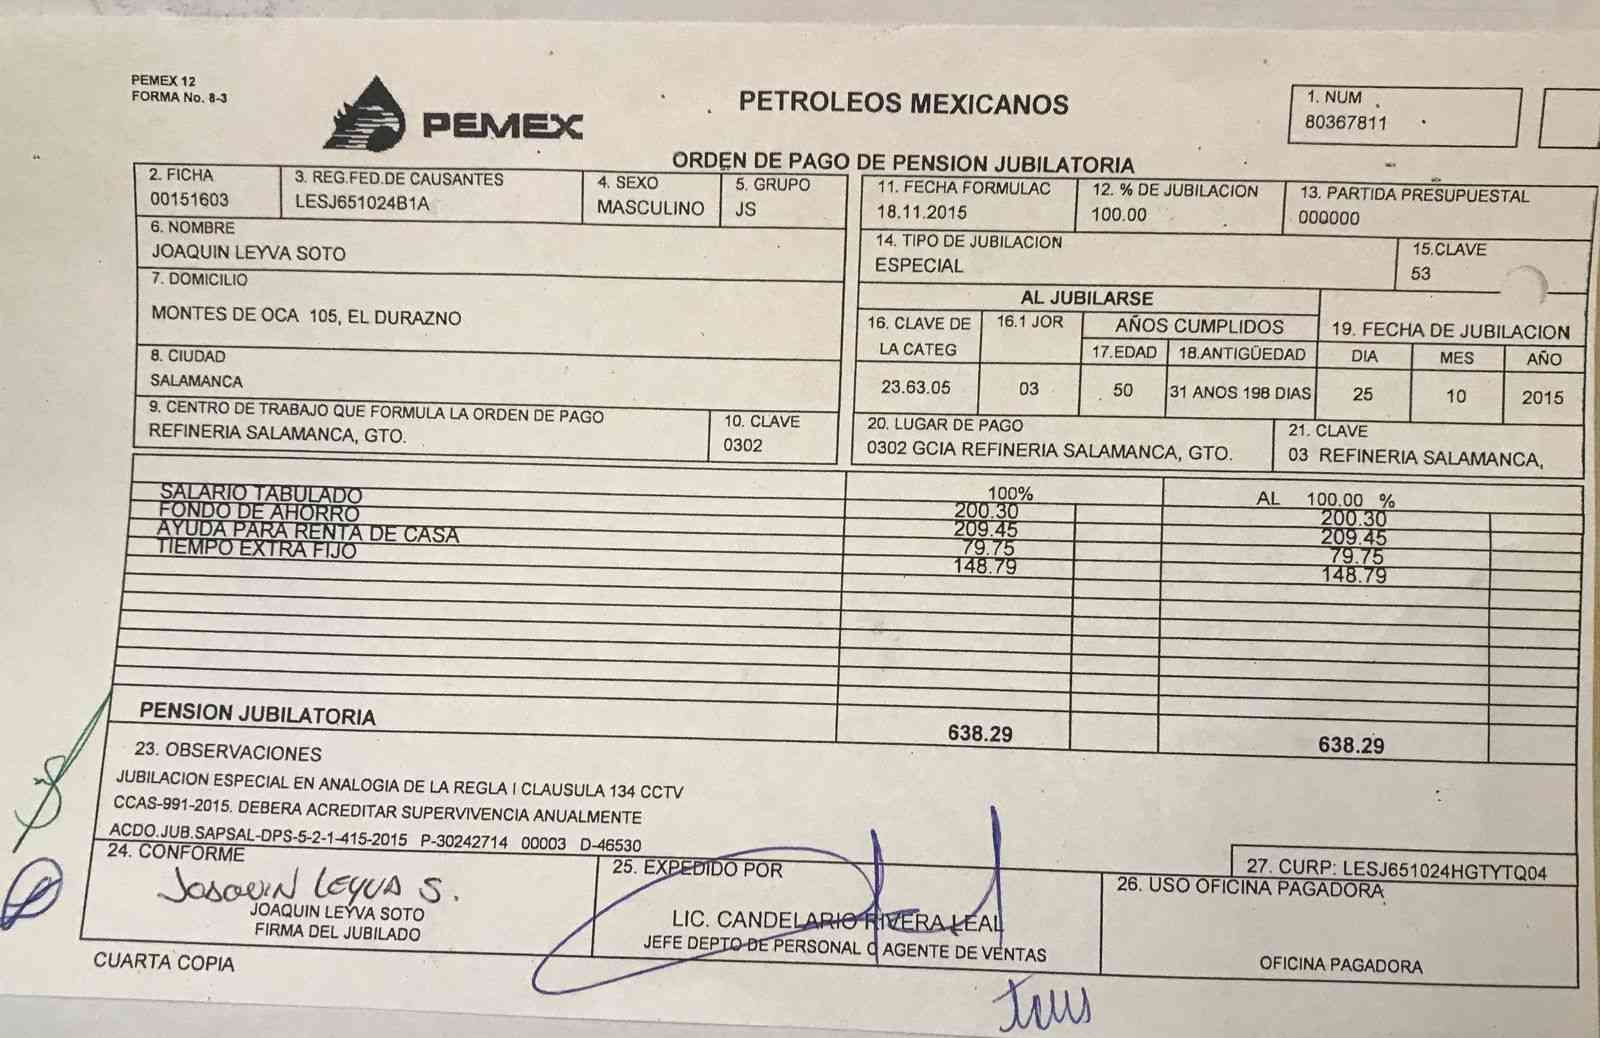 PEMEX 12
FORMA No. 8-3
PEMEX
PETROLEOS MEXICANOS
1. NUM
80367811
ORDEN DE PAGO DE PENSION JUBILATORIA
2. FICHA
00151603
3. REG.FED.DE CAUSANTES
LESJ651024B1A
4. SEXO
MASCULINO
5. GRUPO
JS
11. FECHA FORMULAC
18.11.2015
12. % DE JUBILACION
100.00
13. PARTIDA PRESUPUESTAL
000000
6. NOMBRE
JOAQUIN LEYVA SOTO
14. TIPO DE JUBILACION
ESPECIAL
15.CLAVE
53
7. DOMICILIO
MONTES DE OCA 105, EL DURAZNO
AL JUBILARSE
16. CLAVE DE
LA CATEG
16.1 JOR
AÑOS CUMPLIDOS
17.EDAD
18.ANTIGÜEDAD
19. FECHA DE JUBILACION
DIA
MES
AÑO
8. CIUDAD
SALAMANCA
23.63.05
03
50
31 ANOS 198 DIAS
25
10
2015
9. CENTRO DE TRABAJO QUE FORMULA LA ORDEN DE PAGO
REFINERIA SALAMANCA, GTO.
10. CLAVE
0302
20. LUGAR DE PAGO
0302 GCIA REFINERIA SALAMANCA, GTO.
21. CLAVE
03 REFINERIA SALAMANCA,
100%
AL 100.00 %
SALARIO TABULADO 200.30 200.30
FONDO DE AHORRO 209.45 209.45
AYUDA PARA RENTA DE CASA 79.75 79.75
TIEMPO EXTRA FIJO 148.79 148.79
PENSION JUBILATORIA 638.29 638.29
23. OBSERVACIONES
JUBILACION ESPECIAL EN ANALOGIA DE LA REGLA I CLAUSULA 134 CCTV
CCAS-991-2015. DEBERA ACREDITAR SUPERVIVENCIA ANUALMENTE
ACDO.JUB.SAPSAL-DPS-5-2-1-415-2015 P-30242714 00003 D-46530
24. CONFORME
JOAQUIN LEYVA S.
JOAQUIN LEYVA SOTO
FIRMA DEL JUBILADO
25. EXPEDIDO POR
LIC. CANDELARIO RIVERA LEAL
JEFE DEPTO DE PERSONAL O AGENTE DE VENTAS
27. CURP: LESJ651024HGTYTQ04
26. USO OFICINA PAGADORA
OFICINA PAGADORA
CUARTA COPIA